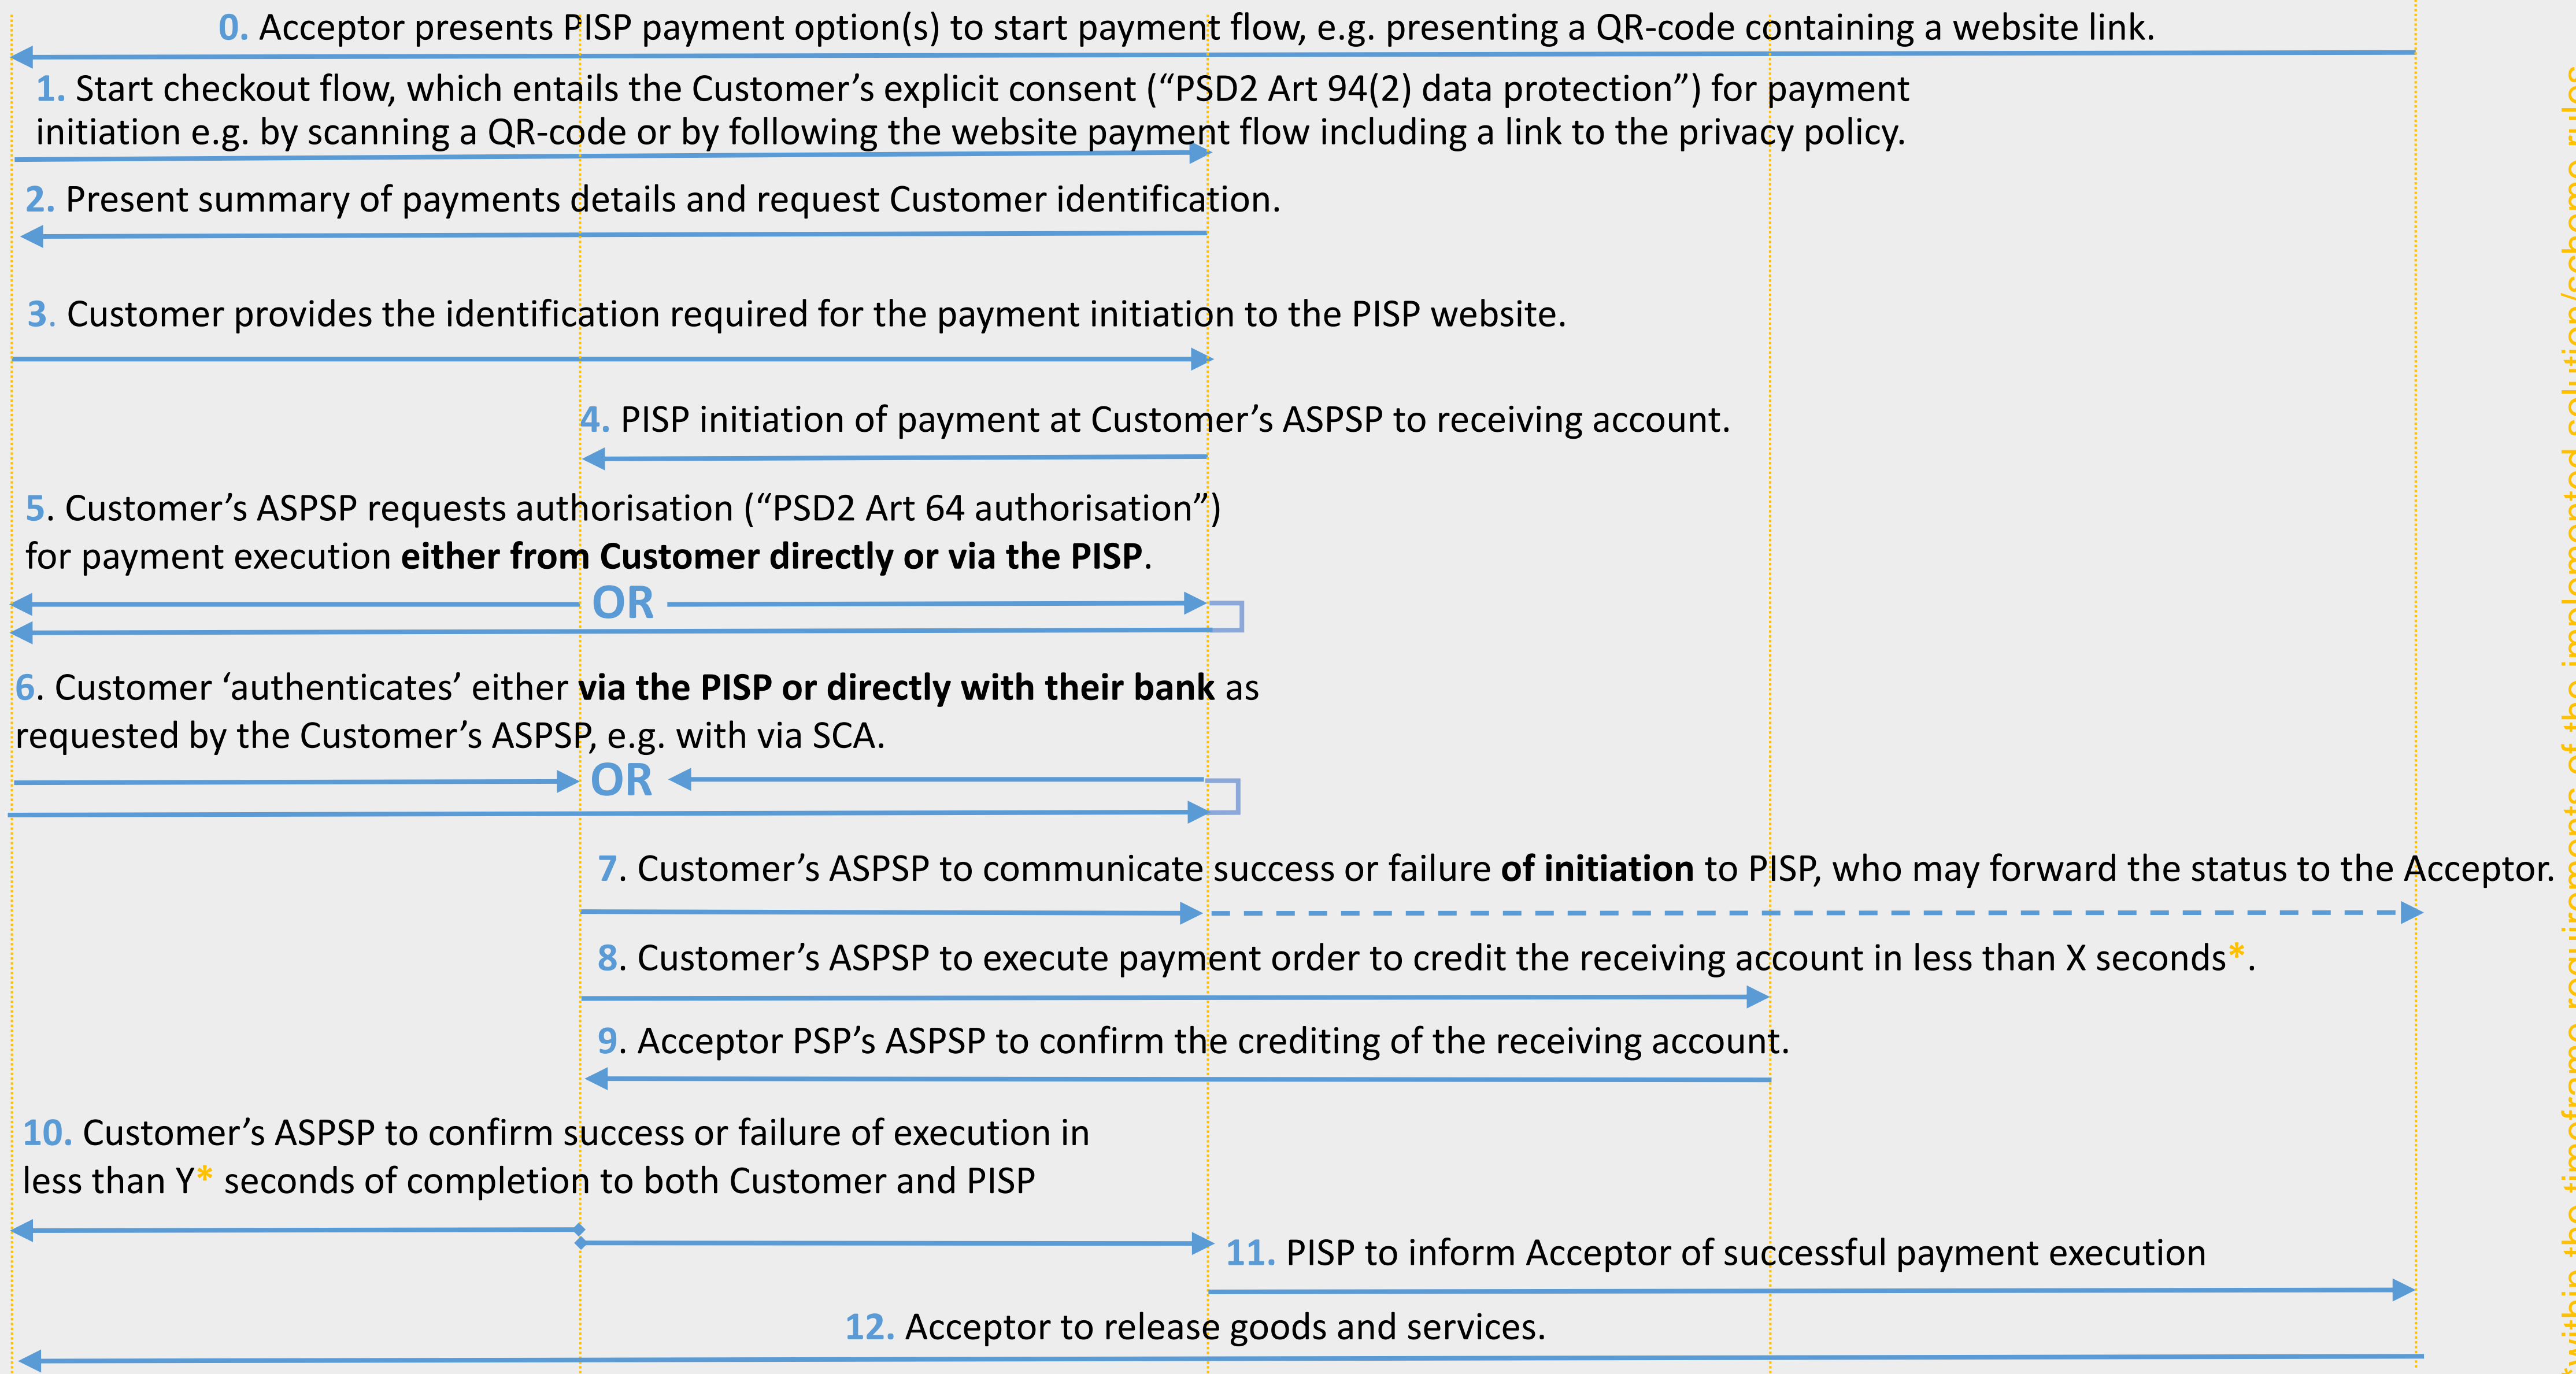 0. Acceptor presents PISP payment option(s) to start payment flow, e.g. presenting a QR-code containing a website link.
1. Start checkout flow, which entails the Customer’s explicit consent (“PSD2 Art 94(2) data protection”) for payment
initiation e.g. by scanning a QR-code or by following the website payment flow including a link to the privacy policy.
2. Present summary of payments details and request Customer identification.
3. Customer provides the identification required for the payment initiation to the PISP website.
4. PISP initiation of payment at Customer’s ASPSP to receiving account.
5. Customer’s ASPSP requests authorisation (“PSD2 Art 64 authorisation”)
for payment execution either from Customer directly or via the PISP.
OR
6. Customer ‘authenticates’ either via the PISP or directly with their bank as
requested by the Customer’s ASPSP, e.g. with via SCA.
OR
7. Customer’s ASPSP to communicate success or failure of initiation to PISP, who may forward the status to the Acceptor.
8. Customer’s ASPSP to execute payment order to credit the receiving account in less than X seconds*.
9. Acceptor PSP’s ASPSP to confirm the crediting of the receiving account.
10. Customer’s ASPSP to confirm success or failure of execution in
less than Y* seconds of completion to both Customer and PISP
11. PISP to inform Acceptor of successful payment execution
12. Acceptor to release goods and services.
*within the timeframe requirements of the implemented solution/scheme rules